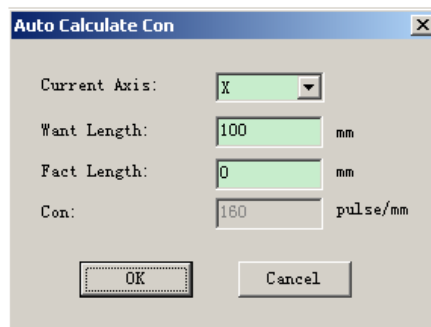 Auto Calculate Con
Current Axis: X
Want Length: 100 mm
Fact Length: 0 mm
Con: 160 pulse/mm
OK Cancel